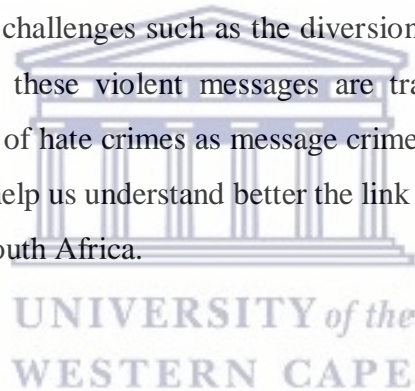 challenges such as the diversion
these violent messages are
of hate crimes as message crime
help us understand better the link
outh Africa.
UNIVERSITY of the
WESTERN CAPE